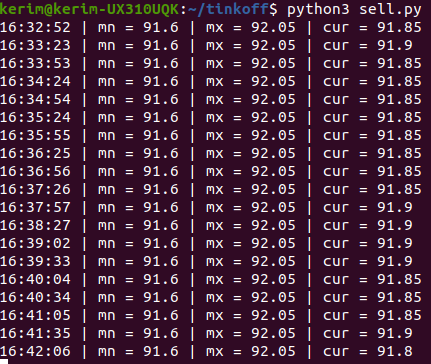 kerim@kerim-UX310UQK:~/tinkoff$ python3 sell.py
16:32:52 | mn = 91.6 | mx = 92.05 | cur = 91.85
16:33:23 | mn = 91.6 | mx = 92.05 | cur = 91.9
16:33:53 | mn = 91.6 | mx = 92.05 | cur = 91.85
16:34:24 | mn = 91.6 | mx = 92.05 | cur = 91.85
16:34:54 | mn = 91.6 | mx = 92.05 | cur = 91.85
16:35:24 | mn = 91.6 | mx = 92.05 | cur = 91.85
16:35:55 | mn = 91.6 | mx = 92.05 | cur = 91.85
16:36:25 | mn = 91.6 | mx = 92.05 | cur = 91.85
16:36:56 | mn = 91.6 | mx = 92.05 | cur = 91.85
16:37:26 | mn = 91.6 | mx = 92.05 | cur = 91.85
16:37:57 | mn = 91.6 | mx = 92.05 | cur = 91.9
16:38:27 | mn = 91.6 | mx = 92.05 | cur = 91.9
16:39:02 | mn = 91.6 | mx = 92.05 | cur = 91.9
16:39:33 | mn = 91.6 | mx = 92.05 | cur = 91.9
16:40:04 | mn = 91.6 | mx = 92.05 | cur = 91.85
16:40:34 | mn = 91.6 | mx = 92.05 | cur = 91.85
16:41:05 | mn = 91.6 | mx = 92.05 | cur = 91.85
16:41:35 | mn = 91.6 | mx = 92.05 | cur = 91.9
16:42:06 | mn = 91.6 | mx = 92.05 | cur = 91.8